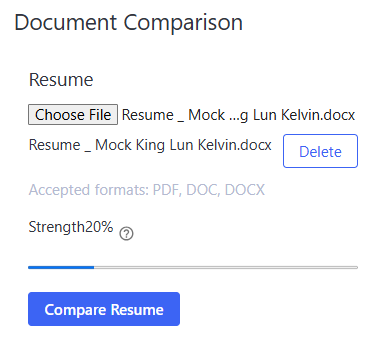 Document Comparison
Resume
Choose File Resume _ Mock ...g Lun Kelvin.docx
Resume _ Mock King Lun Kelvin.docx
Delete
Accepted formats: PDF, DOC, DOCX
Strength20% ?
Compare Resume